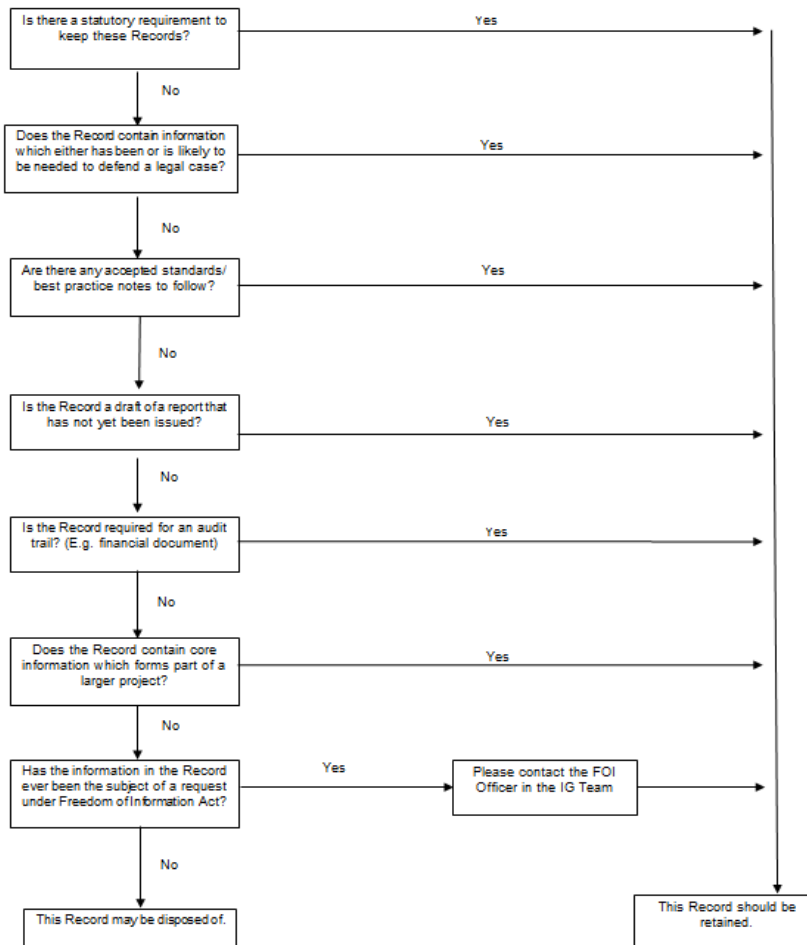 Is there a statutory requirement to
keep these Records?
Yes
No
Does the Record contain information
which either has been or is likely to
be needed to defend a legal case?
Yes
No
Are there any accepted standards/
best practice notes to follow?
Yes
No
Is the Record a draft of a report that
has not yet been issued?
Yes
No
Is the Record required for an audit
trail? (E.g. financial document)
Yes
No
Does the Record contain core
information which forms part of a
larger project?
Yes
No
Has the information in the Record
ever been the subject of a request
under Freedom of Information Act?
Yes
Please contact the FOI
Officer in the IG Team
No
This Record may be disposed of.
This Record should be
retained.